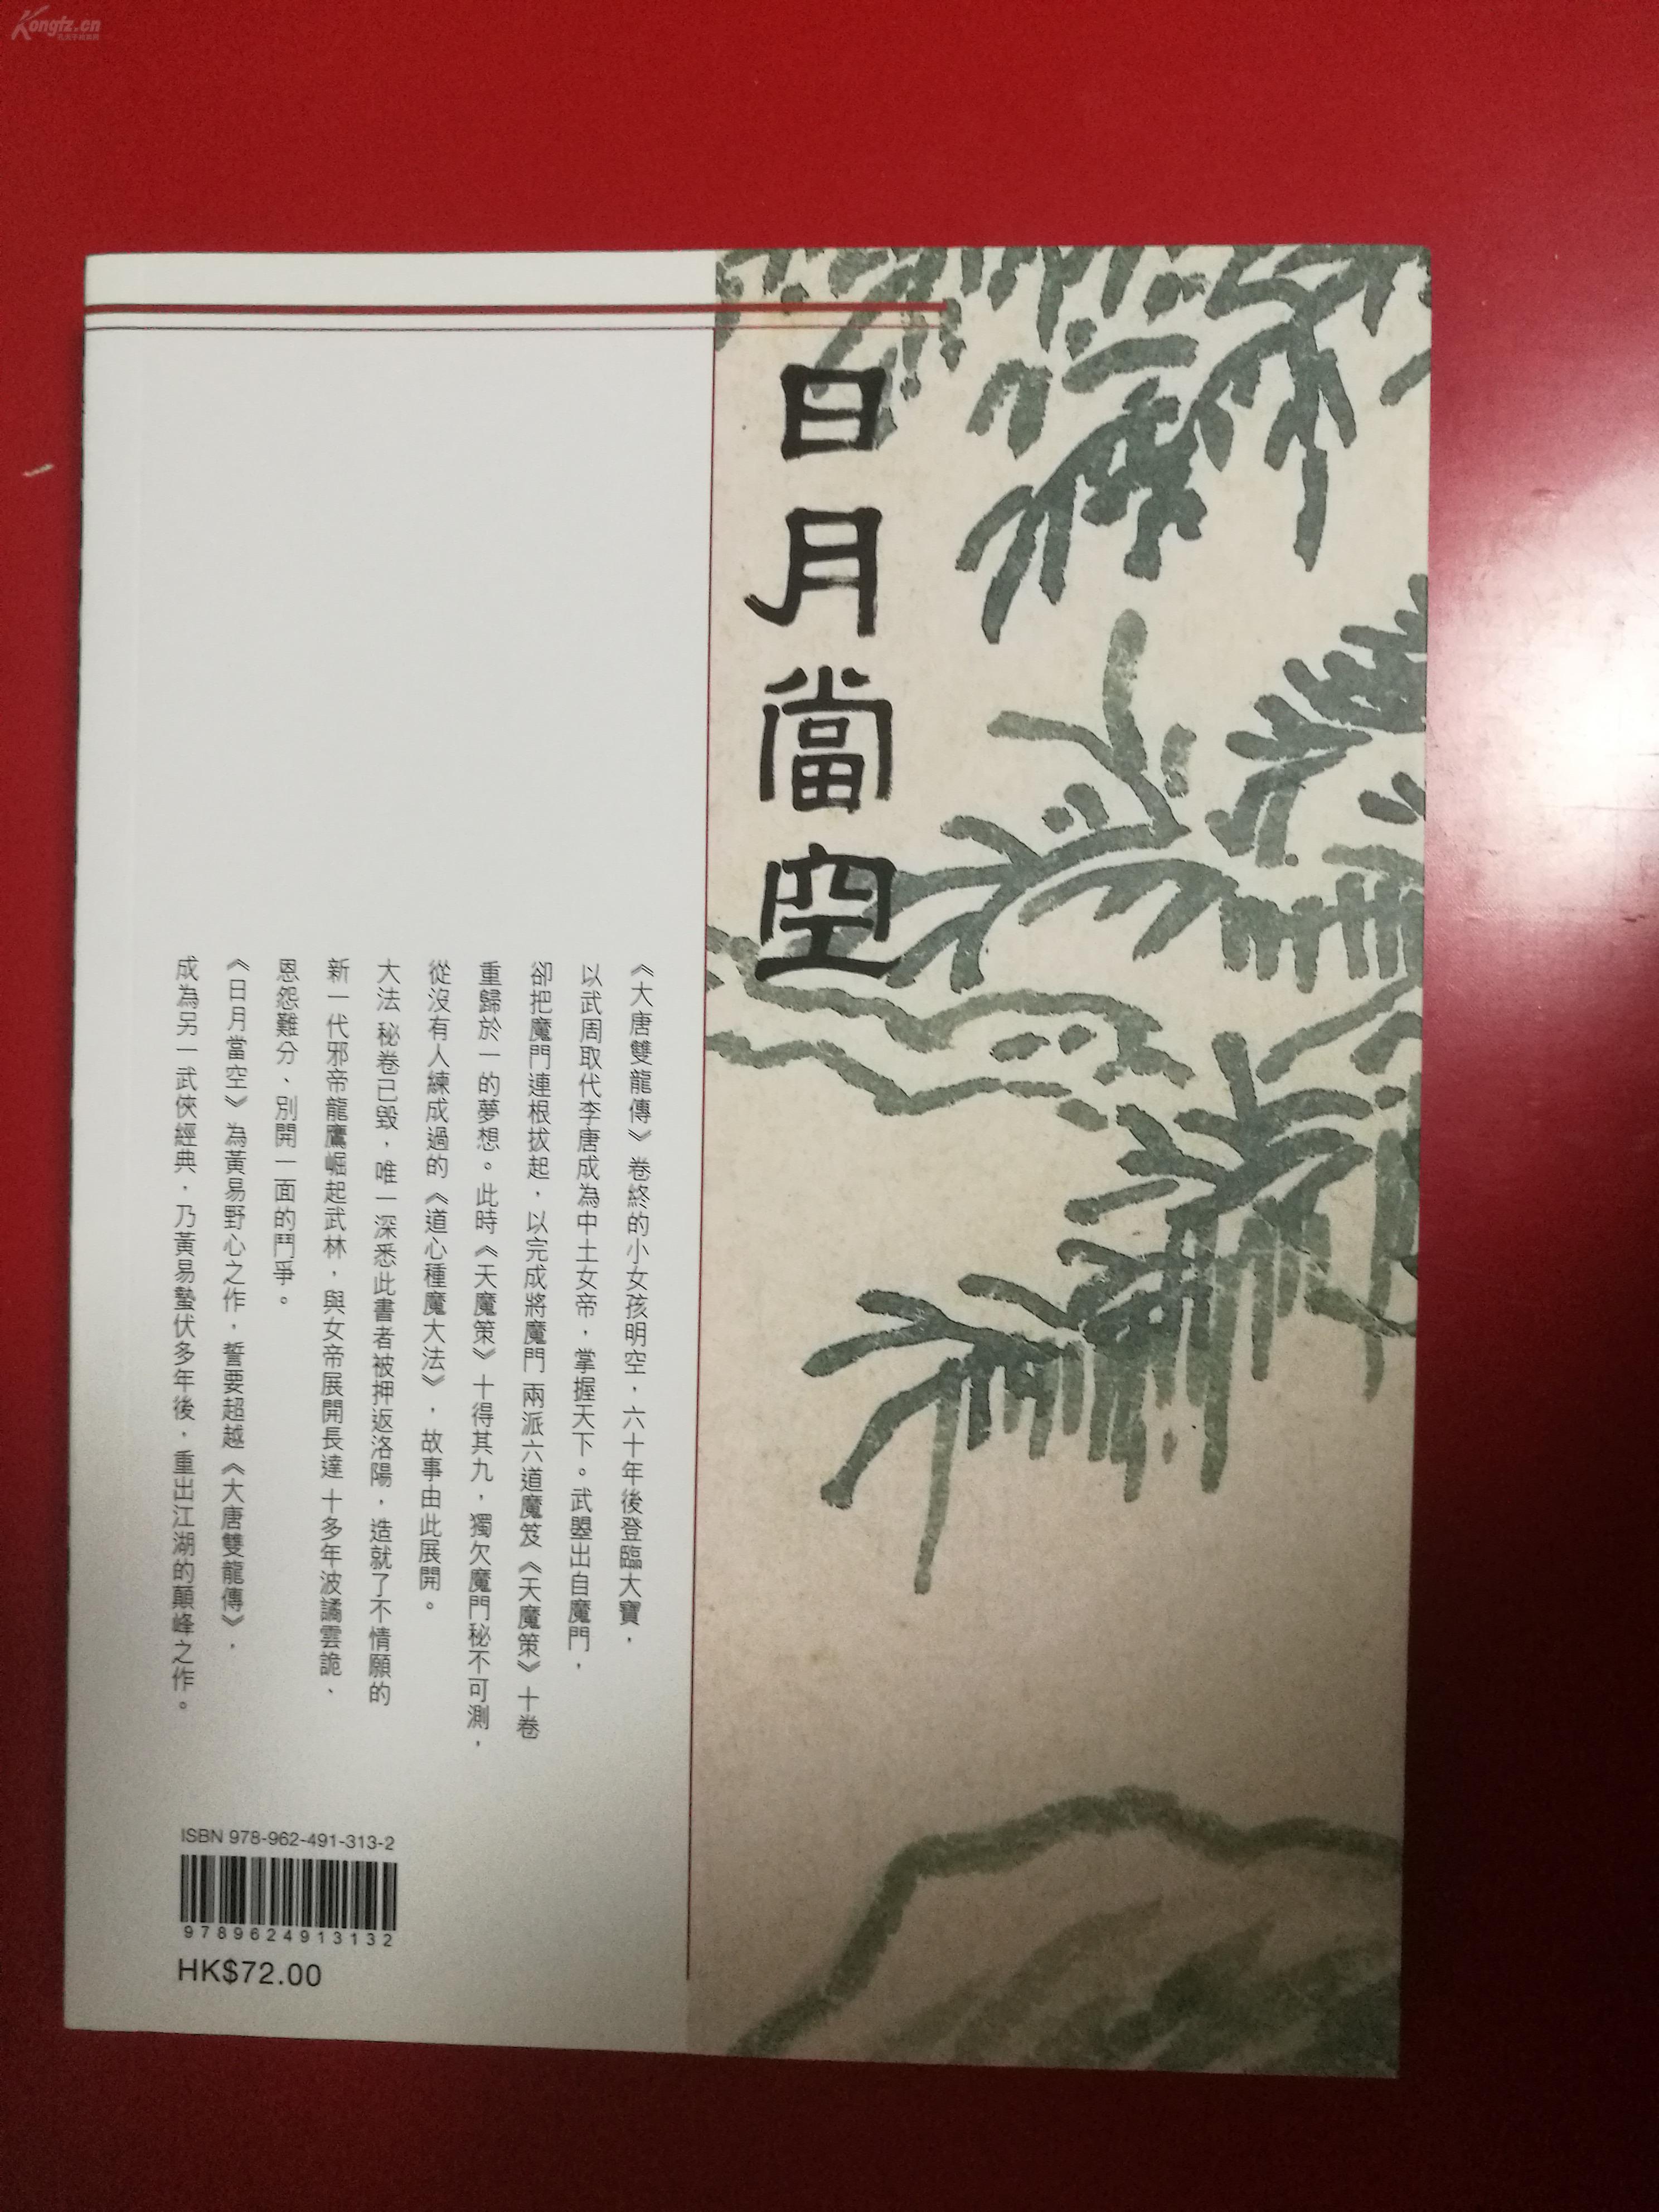 Kongfz.cn
日月當空
《大唐雙龍傳》卷終的小女孩明空，六十年後登臨大寶，
以武周取代李唐成為中土女帝，掌握天下。武曌出自魔門，
卻把魔門連根拔起，以完成將魔門兩派六道魔笈《天魔策》十卷
重歸於一的夢想。此時《天魔策》十得其九，獨欠魔門秘不可測，
從沒有人練成過的《道心種魔大法》，故事由此展開。
大法秘卷已毀，唯一深悉此書者被押返洛陽，造就了不情願的
新一代邪帝龍鷹崛起武林，與女帝展開長達十多年波譎雲詭、
恩怨難分、別開一面的鬥爭。
《日月當空》為黃易野心之作，誓要超越《大唐雙龍傳》，
成為另一武俠經典，乃黃易蟄伏多年後，重出江湖的顛峰之作。
ISBN 978-962-491-313-2
9789624913132
HK$72.00